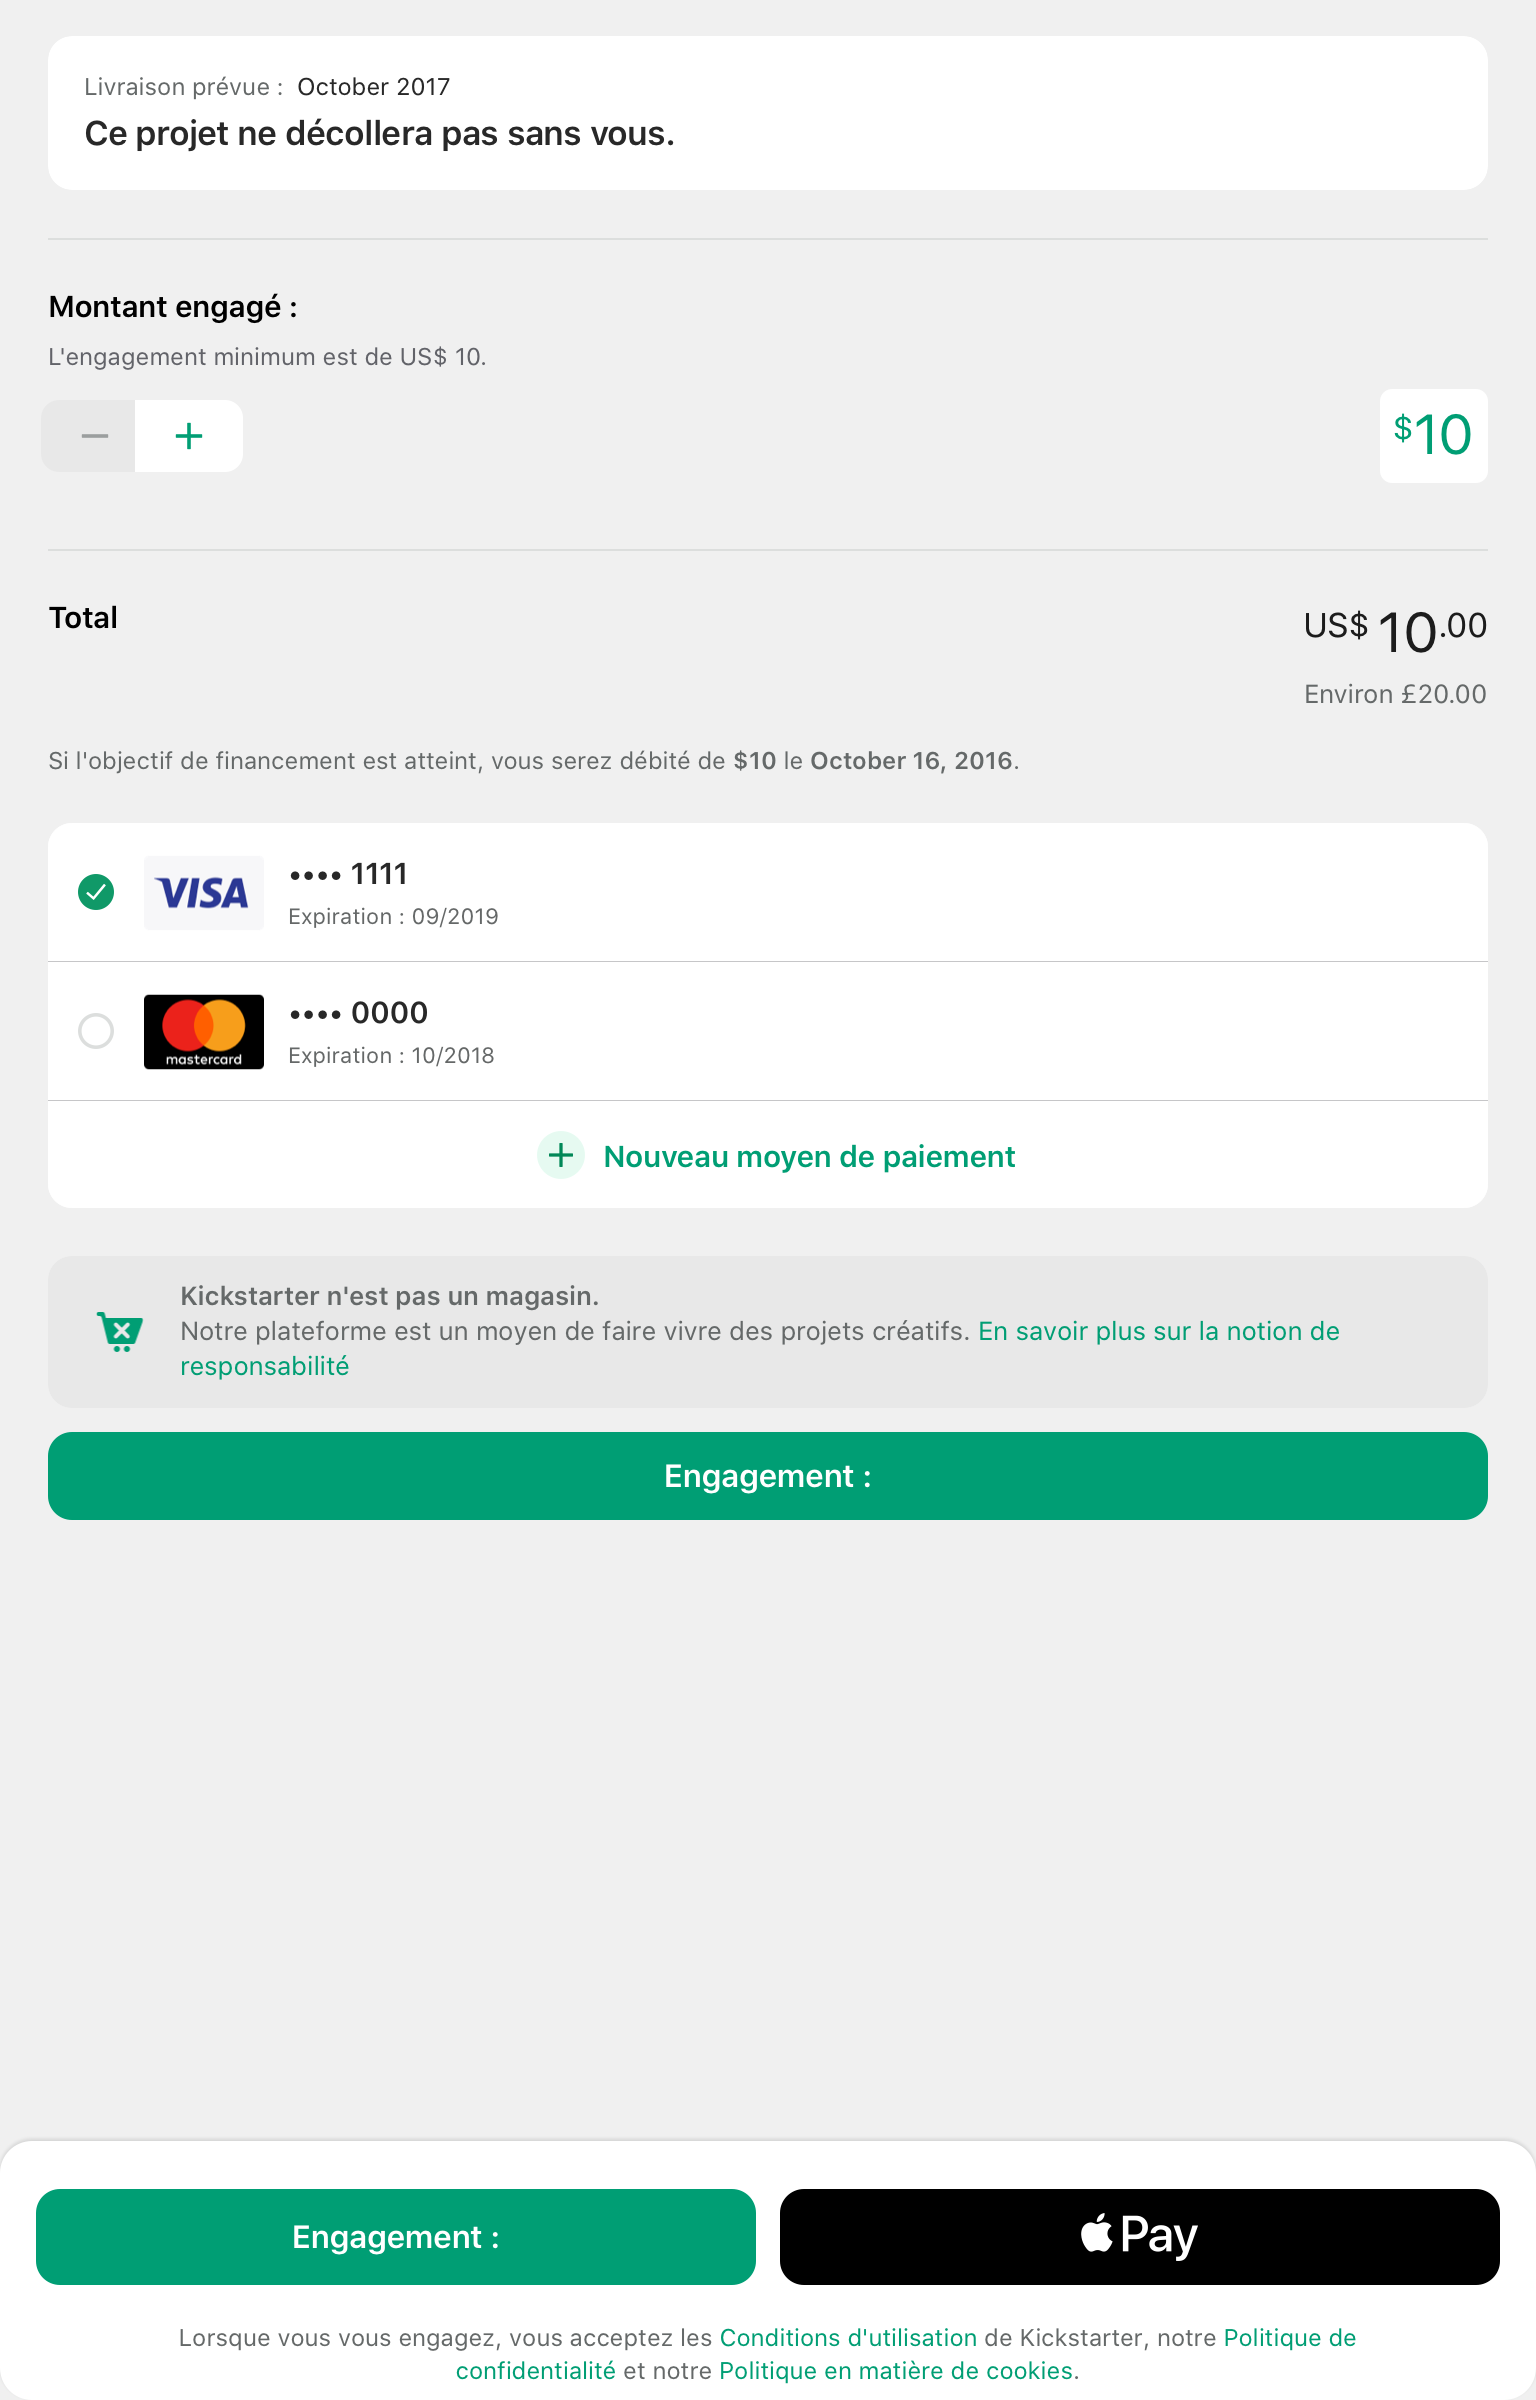 Livraison prévue : October 2017
Ce projet ne décollera pas sans vous.
Montant engagé :
L'engagement minimum est de US$ 10.
$10
Total
US$ 10.00
Environ £20.00
Si l'objectif de financement est atteint, vous serez débité de $10 le October 16, 2016.
VISA
•••• 1111
Expiration : 09/2019
mastercard
•••• 0000
Expiration : 10/2018
Nouveau moyen de paiement
Kickstarter n'est pas un magasin.
Notre plateforme est un moyen de faire vivre des projets créatifs. En savoir plus sur la notion de
responsabilité
Engagement :
Engagement :
Pay
Lorsque vous vous engagez, vous acceptez les Conditions d'utilisation de Kickstarter, notre Politique de
confidentialité et notre Politique en matière de cookies.